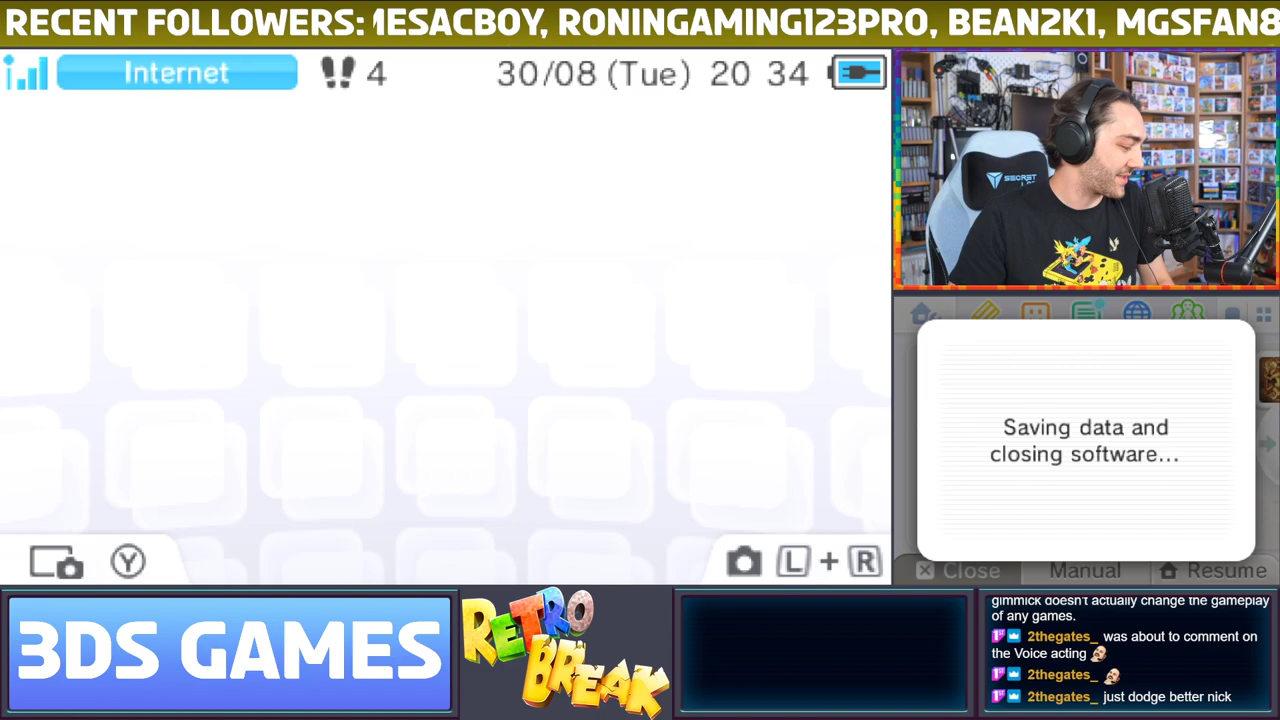 RECENT FOLLOWERS: 1ESACBOY, RONINGAMING123PRO, BEAN2K1, MGSFAN8
Internet 4 30/08 (Tue) 20 34
SECRET
Saving data and
closing software...
Y L + R
Close Manual Resume
3DS GAMES
RETRO
BREAK
gimmick doesn't actually change the gameplay
of any games.
2thegates_ was about to comment on
the Voice acting
2thegates_
2thegates_ just dodge better nick